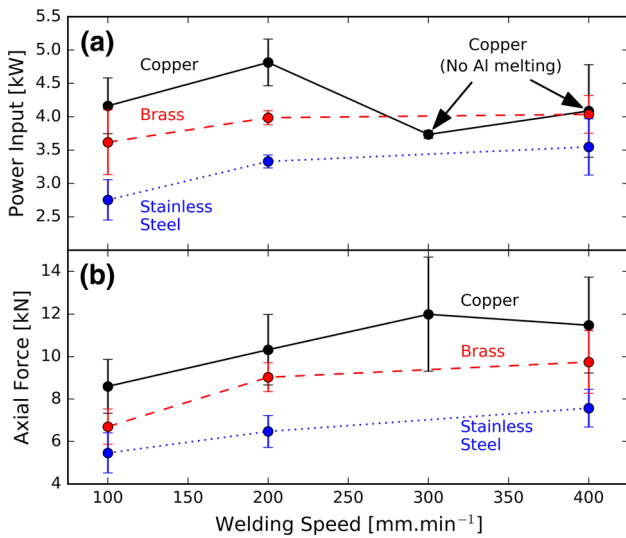 (a)
5.5
5.0
4.5
4.0
3.5
3.0
2.5
Power Input [kW]
Copper
Brass
Stainless
Steel
Copper
(No Al melting)
(b)
14
12
10
8
6
4
Axial Force [kN]
Copper
Brass
Stainless
Steel
100 150 200 250 300 350 400
Welding Speed [mm.min⁻¹]